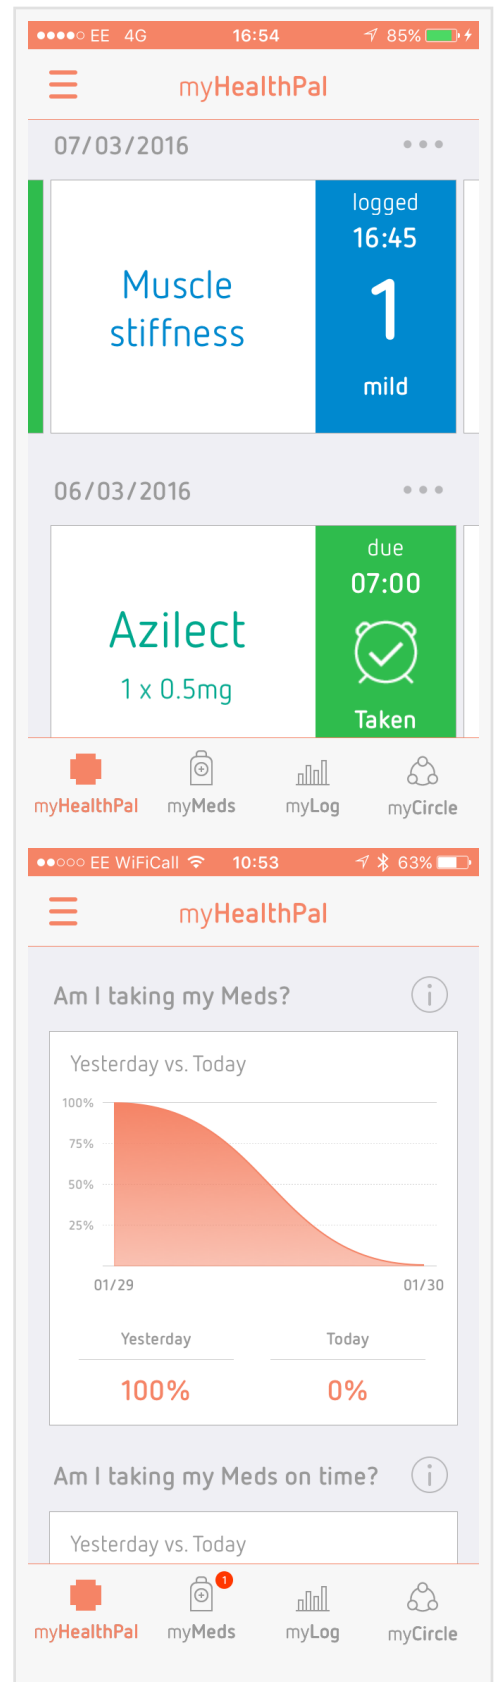 EE 4G 16:54 85%
myHealthPal
07/03/2016
Muscle
stiffness
logged
16:45
1
mild
06/03/2016
Azilect
1 x 0.5mg
due
07:00
Taken
myHealthPal myMeds myLog myCircle
EE WiFiCall 10:53 63%
myHealthPal
Am I taking my Meds?
i
Yesterday vs. Today
100%
75%
50%
25%
01/29 01/30
Yesterday Today
100% 0%
Am I taking my Meds on time?
i
Yesterday vs. Today
1
myHealthPal myMeds myLog myCircle